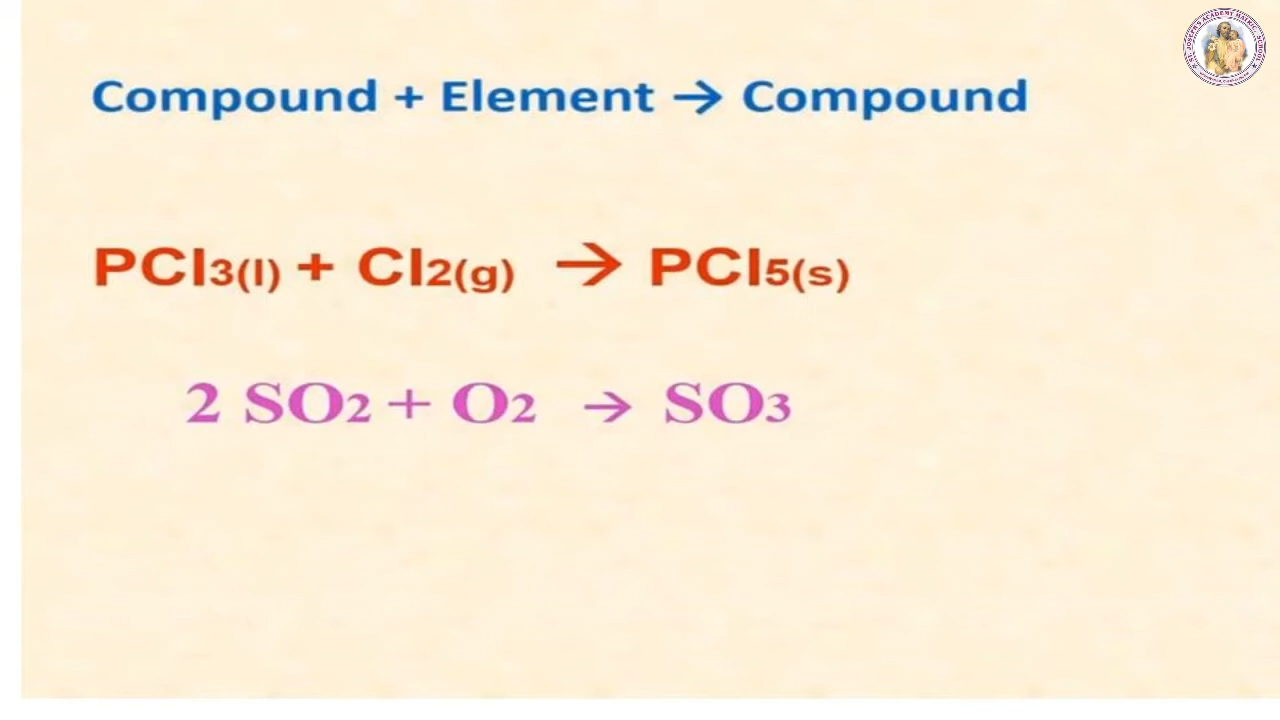 Compound + Element → Compound
PCl3(l) + Cl2(g) → PCl5(s)
2 SO2 + O2 → SO3